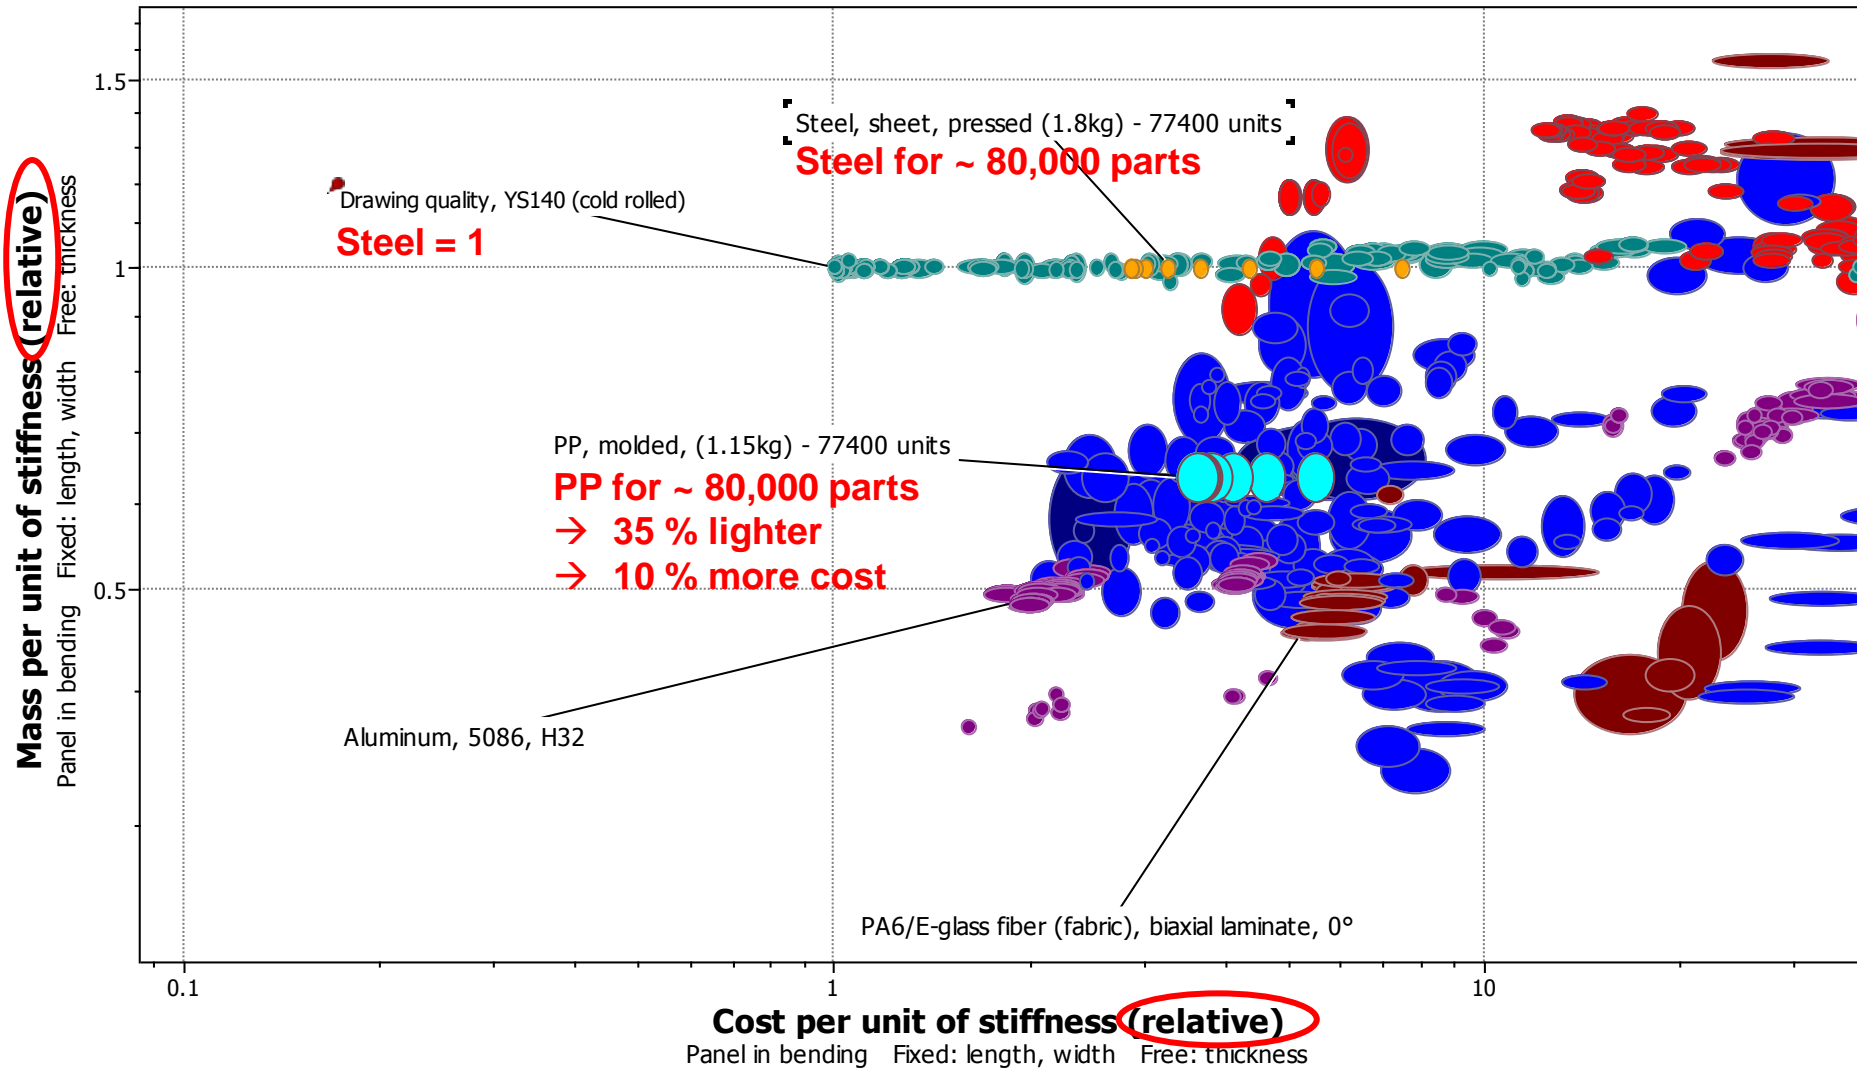 1.5
1
0.5
Mass per unit of stiffness (relative)
Panel in bending Fixed: length, width Free: thickness
Steel, sheet, pressed (1.8kg) - 77400 units
Steel for ~ 80,000 parts
Drawing quality, YS140 (cold rolled)
Steel = 1
PP, molded, (1.15kg) - 77400 units
PP for ~ 80,000 parts
→ 35 % lighter
→ 10 % more cost
Aluminum, 5086, H32
PA6/E-glass fiber (fabric), biaxial laminate, 0°
0.1
1
10
Cost per unit of stiffness (relative)
Panel in bending Fixed: length, width Free: thickness